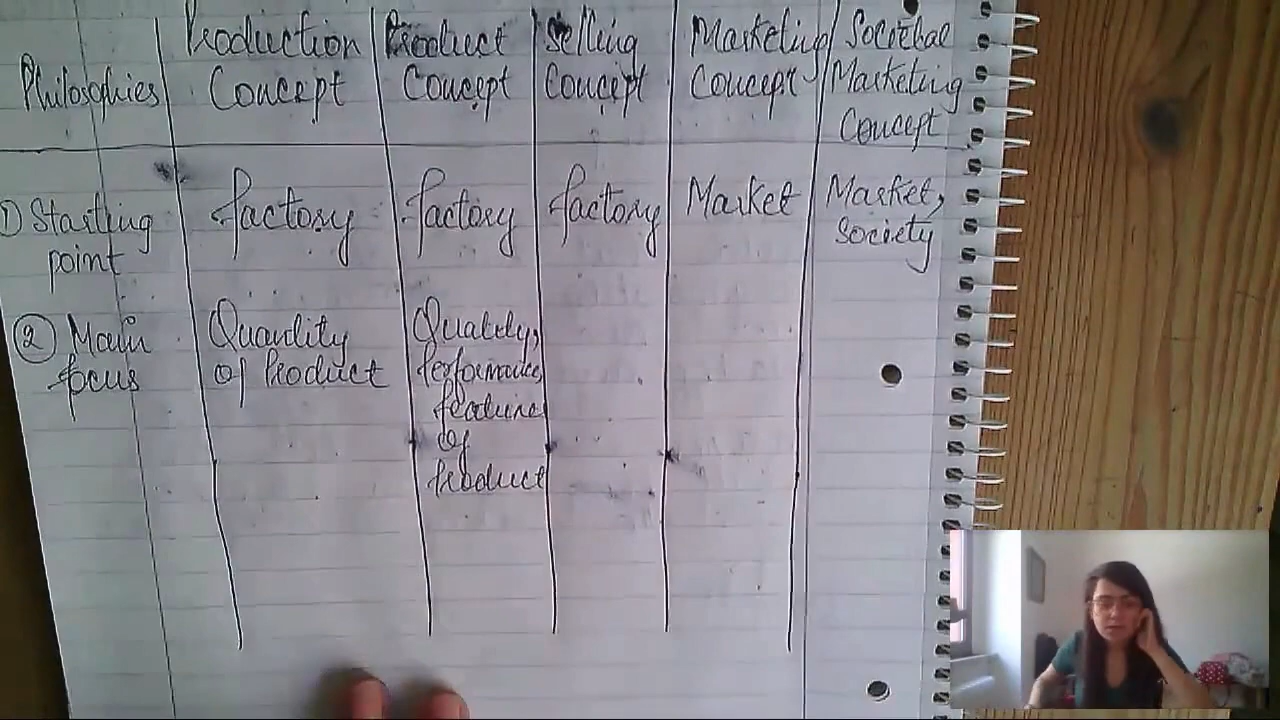 Philosophies
Production
Concept
Product
Concept
Selling
Concept
Marketing
Concept
Societal
Marketing
Concept
1) Starting
point
factory
factory
factory
Market
Market,
Society
2 Main
focus
Quantity
of Product
Quality,
Performance,
features
of
Product